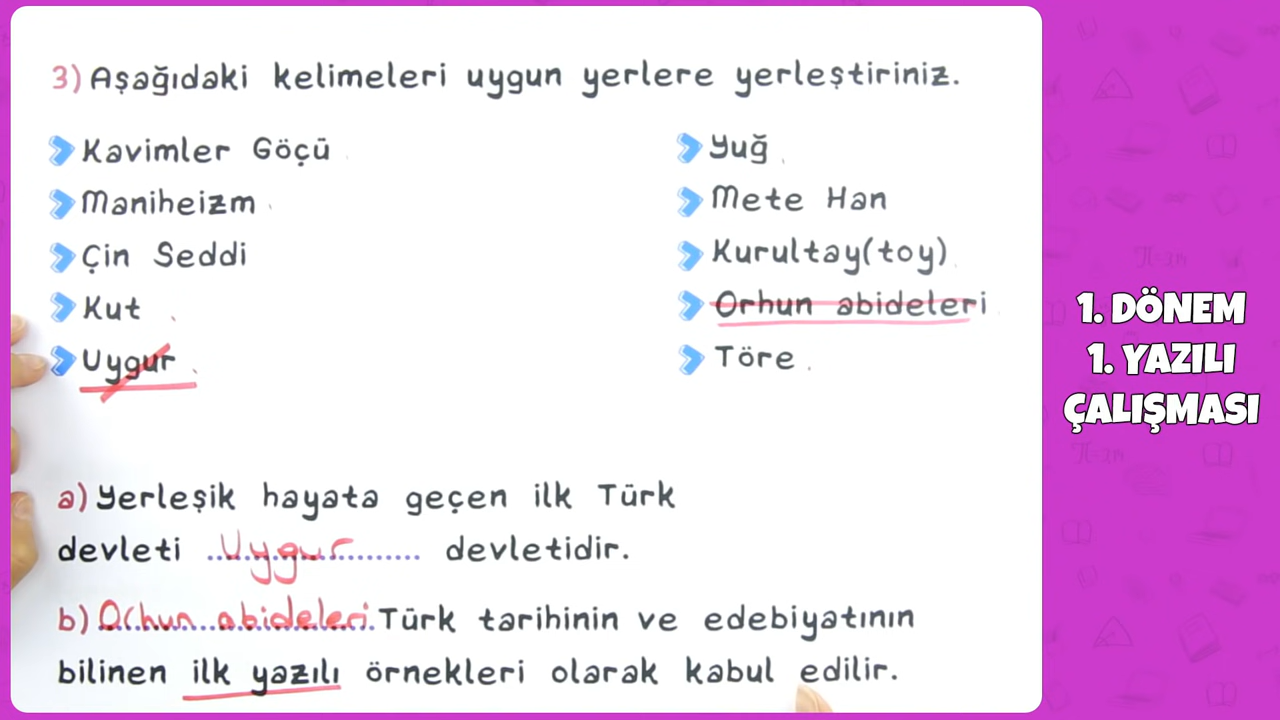 3) Aşağıdaki kelimeleri uygun yerlere yerleştiriniz.
Kavimler Göçü
Maniheizm
Çin Seddi
Kut
Uygur
Yuğ
Mete Han
Kurultay(toy)
Orhun abideleri
Töre
a) Yerleşik hayata geçen ilk Türk
devleti ..Uygur.. devletidir.
b) Orhun abideleri. Türk tarihinin ve edebiyatının
bilinen ilk yazılı örnekleri olarak kabul edilir.
1. DÖNEM
1. YAZILI
ÇALIŞMASI